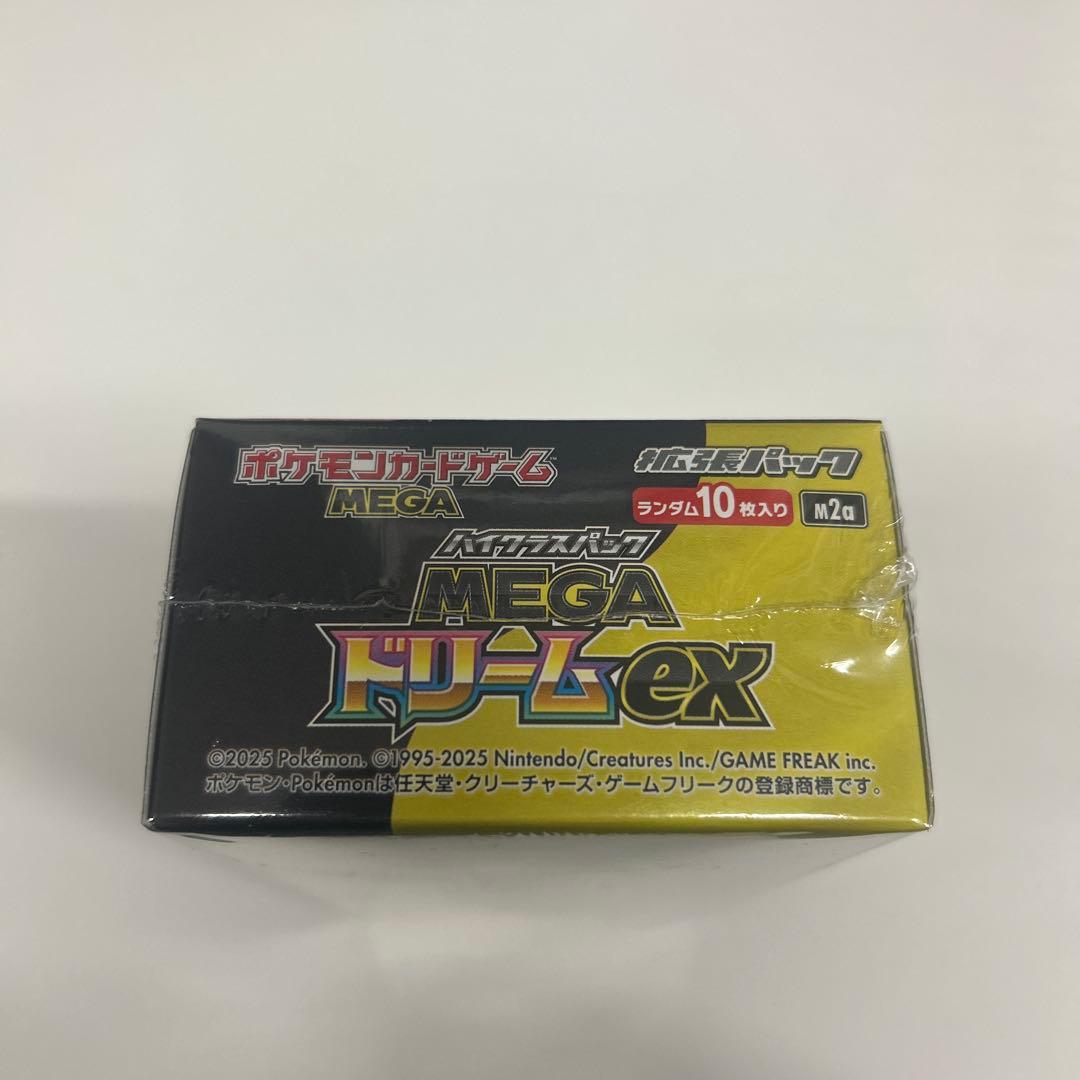 ポケモンカードゲーム™
MEGA
拡張パック
ランダム10枚入り
M2a
ハイクラスパック
MEGA
ドリームex
©2025 Pokémon. ©1995-2025 Nintendo/Creatures Inc./GAME FREAK inc.
ポケモン・Pokémonは任天堂・クリーチャーズ・ゲームフリークの登録商標です。